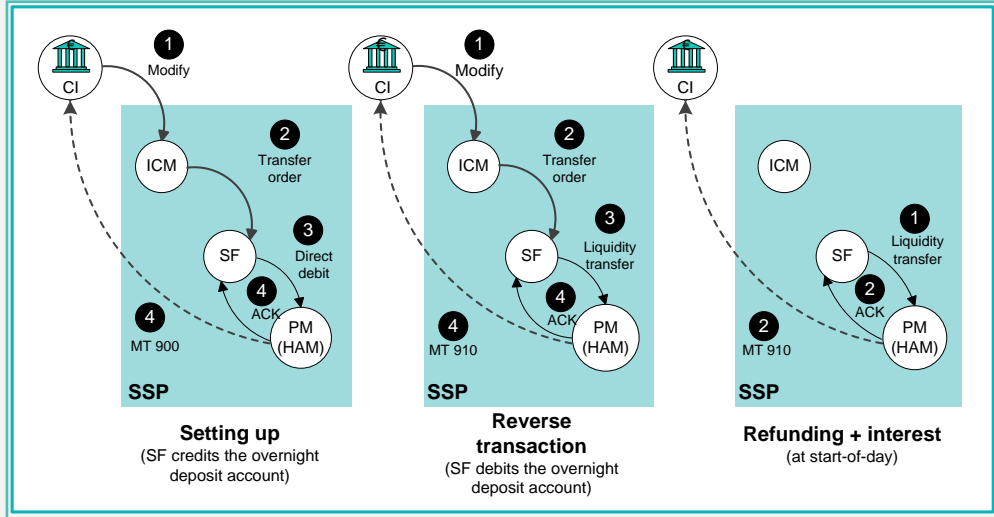 €
CI
1
Modify
ICM
2
Transfer
order
SF
3
Direct
debit
4
ACK
PM
(HAM)
4
MT 900
SSP
Setting up
(SF credits the overnight
deposit account)
€
CI
1
Modify
ICM
2
Transfer
order
SF
3
Liquidity
transfer
4
ACK
PM
(HAM)
4
MT 910
SSP
Reverse
transaction
(SF debits the overnight
deposit account)
€
CI
ICM
1
Liquidity
transfer
SF
2
ACK
PM
(HAM)
2
MT 910
SSP
Refunding + interest
(at start-of-day)